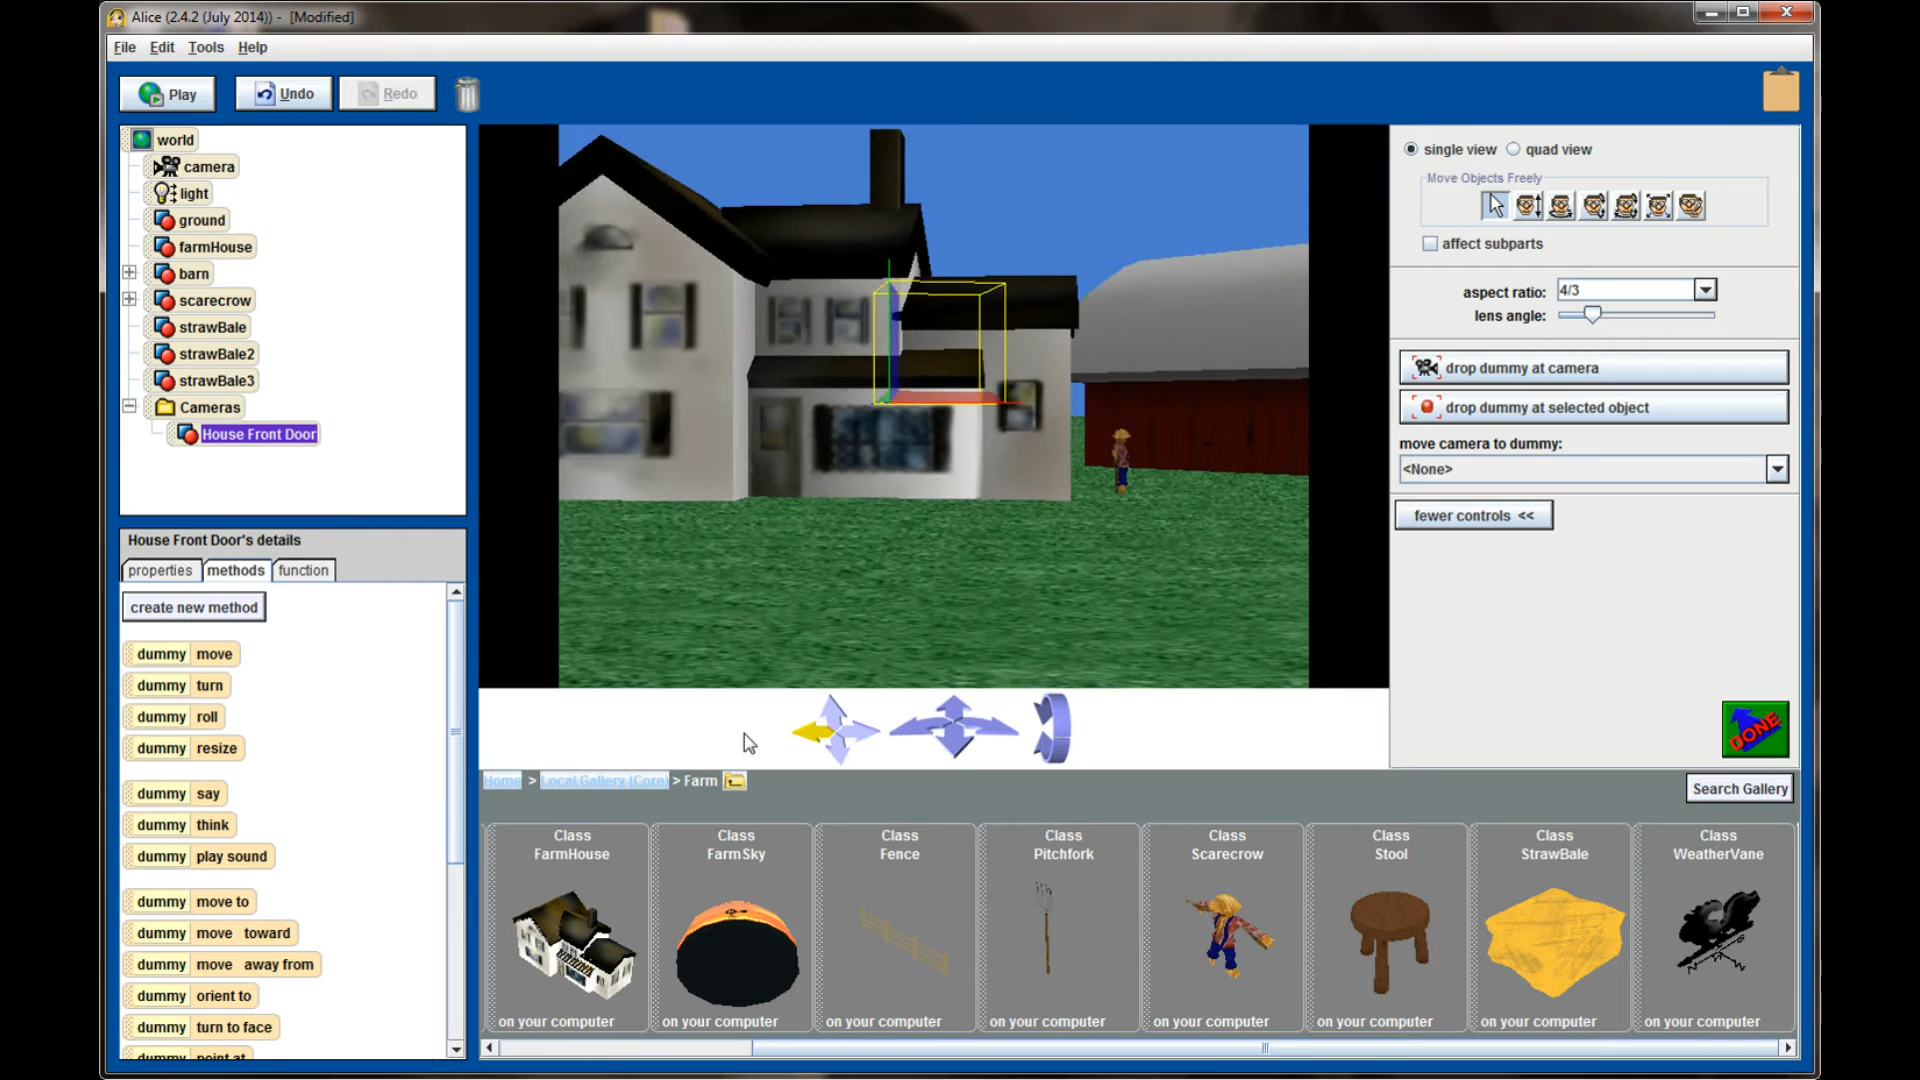 Alice (2.4.2 (July 2014)) - [Modified]
File Edit Tools Help
Play Undo Redo
world
camera
light
ground
farmHouse
barn
scarecrow
strawBale
strawBale2
strawBale3
Cameras
House Front Door
single view quad view
Move Objects Freely
affect subparts
aspect ratio: 4/3
lens angle:
drop dummy at camera
drop dummy at selected object
move camera to dummy:
<None>
fewer controls <<
DONE
House Front Door's details
properties methods function
create new method
dummy move
dummy turn
dummy roll
dummy resize
dummy say
dummy think
dummy play sound
dummy move to
dummy move toward
dummy move away from
dummy orient to
dummy turn to face
dummy point at
Home > Local Gallery (Core) > Farm
Search Gallery
Class FarmHouse
on your computer
Class FarmSky
on your computer
Class Fence
on your computer
Class Pitchfork
on your computer
Class Scarecrow
on your computer
Class Stool
on your computer
Class StrawBale
on your computer
Class WeatherVane
on your computer